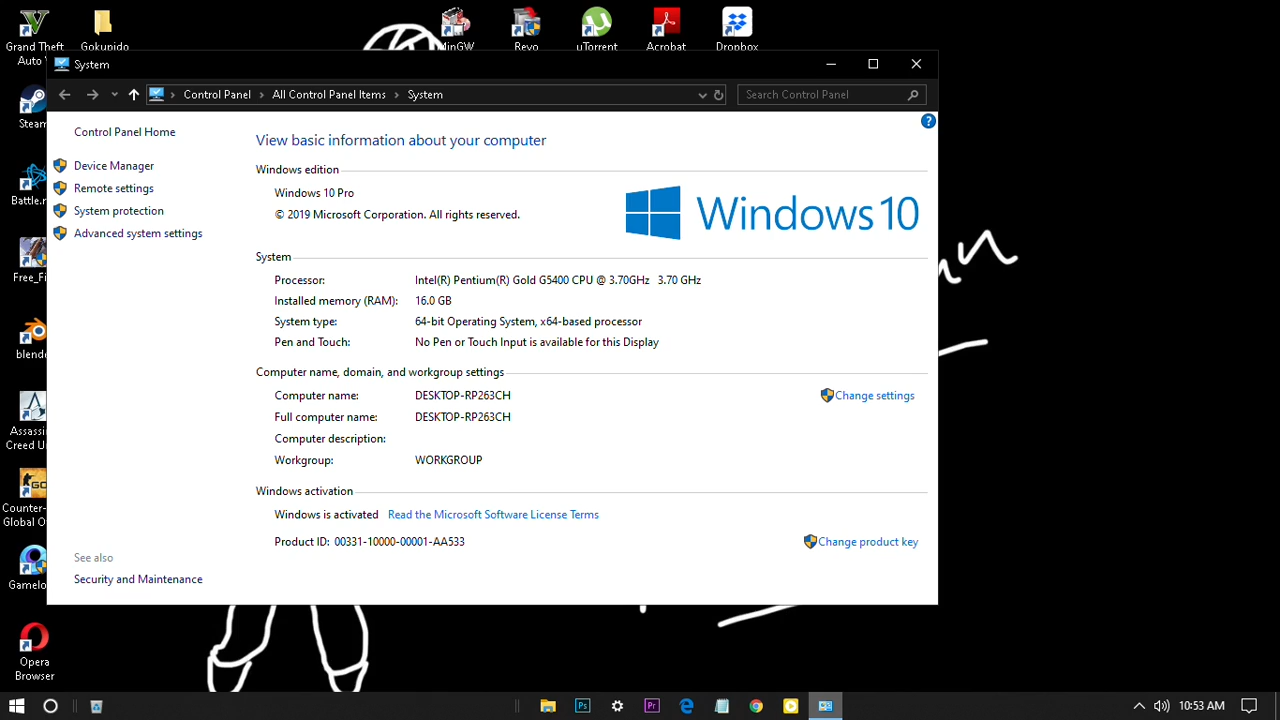 Grand Theft
Auto V
Gokupido
MinGW
Revo
uTorrent
Acrobat
Dropbox
System
Control Panel > All Control Panel Items > System
Search Control Panel
Steam
Control Panel Home
Device Manager
Remote settings
System protection
Advanced system settings
View basic information about your computer
Windows edition
Windows 10 Pro
© 2019 Microsoft Corporation. All rights reserved.
Windows 10
System
Processor: Intel(R) Pentium(R) Gold G5400 CPU @ 3.70GHz 3.70 GHz
Installed memory (RAM): 16.0 GB
System type: 64-bit Operating System, x64-based processor
Pen and Touch: No Pen or Touch Input is available for this Display
Computer name, domain, and workgroup settings
Computer name: DESKTOP-RP263CH
Change settings
Full computer name: DESKTOP-RP263CH
Computer description:
Workgroup: WORKGROUP
Windows activation
Windows is activated Read the Microsoft Software License Terms
Product ID: 00331-10000-00001-AA533
Change product key
See also
Security and Maintenance
Battle.n
Free_Fi
blende
Assassi
Creed U
Counter-
Global O
Gamelo
Opera
Browser
Ps
Pr
10:53 AM